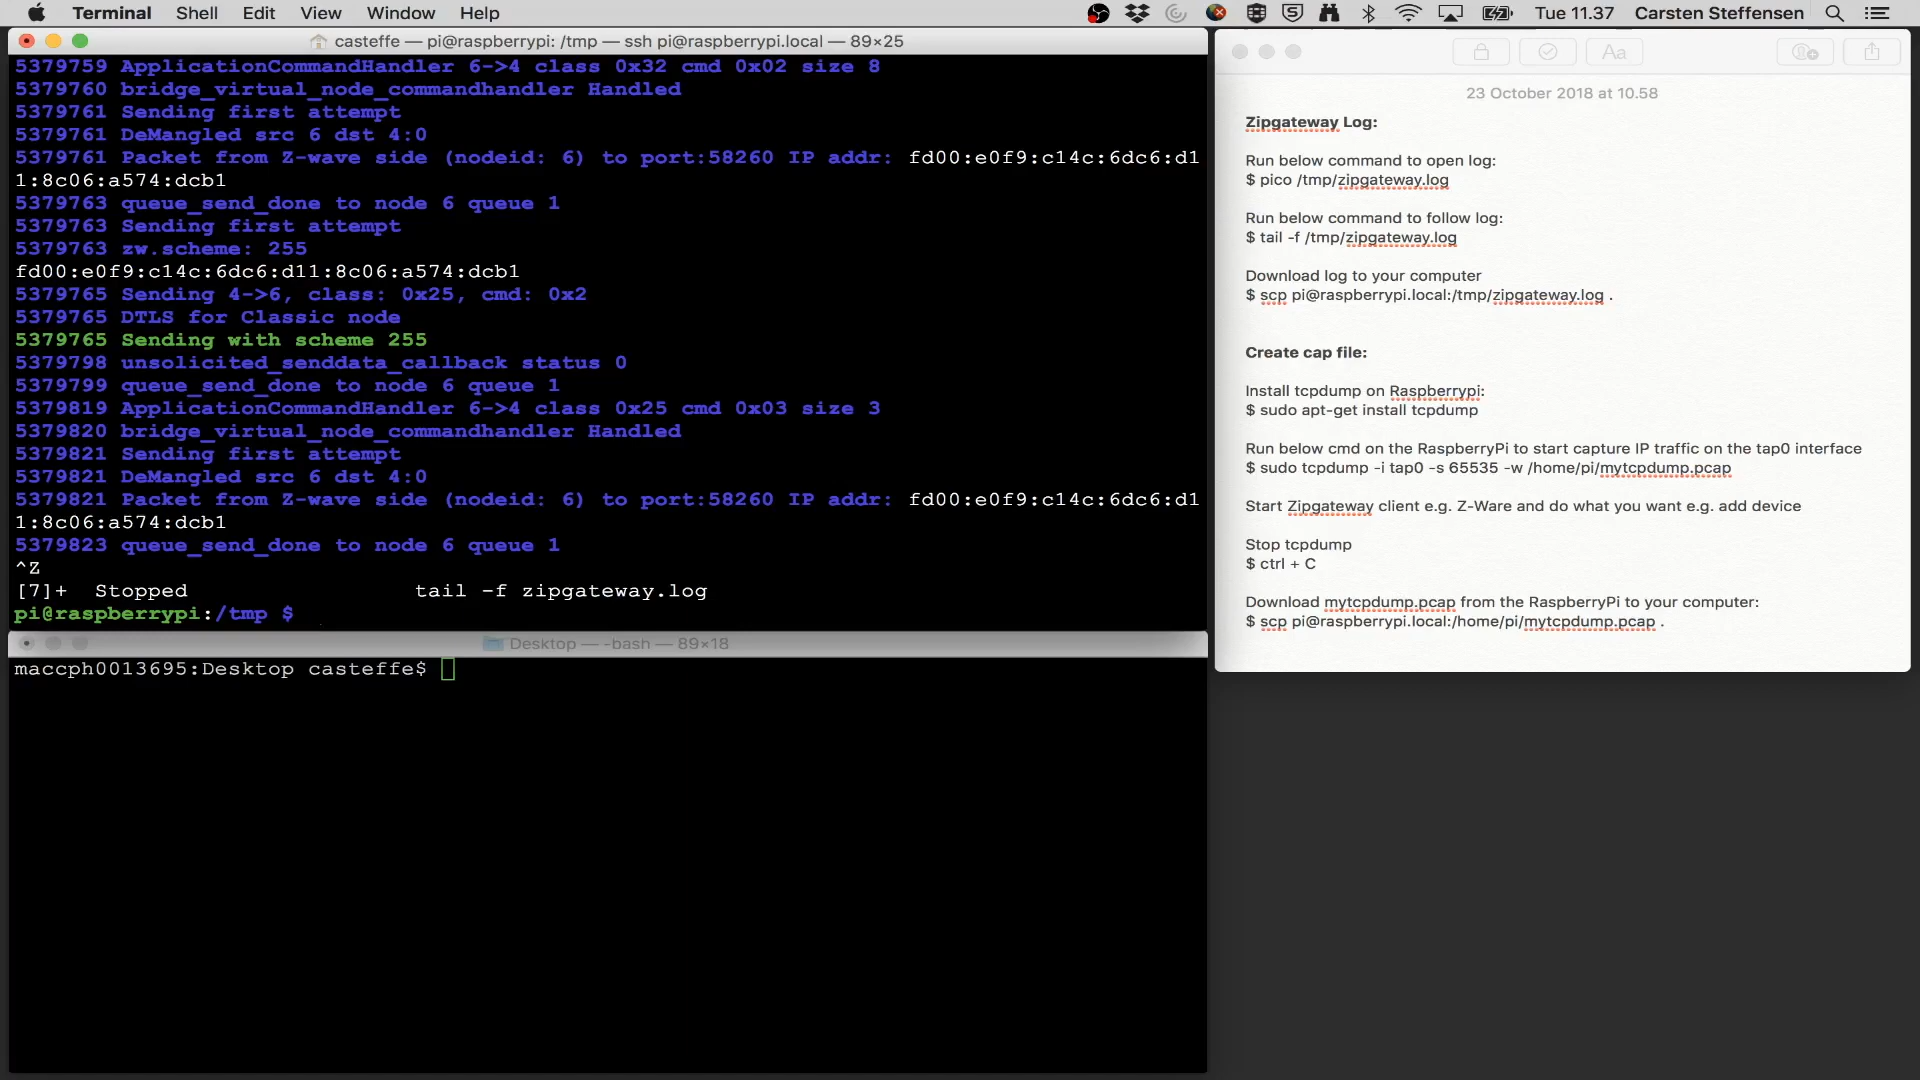 Terminal Shell Edit View Window Help Tue 11.37 Carsten Steffensen
casteffe — pi@raspberrypi: /tmp — ssh pi@raspberrypi.local — 89×25
5379759 ApplicationCommandHandler 6->4 class 0x32 cmd 0x02 size 8
5379760 bridge_virtual_node_commandhandler Handled
5379761 Sending first attempt
5379761 DeMangled src 6 dst 4:0
5379761 Packet from Z-wave side (nodeid: 6) to port:58260 IP addr: fd00:e0f9:c14c:6dc6:d1
1:8c06:a574:dcb1
5379763 queue_send_done to node 6 queue 1
5379763 Sending first attempt
5379763 zw.scheme: 255
fd00:e0f9:c14c:6dc6:d11:8c06:a574:dcb1
5379765 Sending 4->6, class: 0x25, cmd: 0x2
5379765 DTLS for Classic node
5379765 Sending with scheme 255
5379798 unsolicited_senddata_callback status 0
5379799 queue_send_done to node 6 queue 1
5379819 ApplicationCommandHandler 6->4 class 0x25 cmd 0x03 size 3
5379820 bridge_virtual_node_commandhandler Handled
5379821 Sending first attempt
5379821 DeMangled src 6 dst 4:0
5379821 Packet from Z-wave side (nodeid: 6) to port:58260 IP addr: fd00:e0f9:c14c:6dc6:d1
1:8c06:a574:dcb1
5379823 queue_send_done to node 6 queue 1
^Z
[7]+ Stopped tail -f zipgateway.log
pi@raspberrypi:/tmp $
Desktop — -bash — 89×18
maccph0013695:Desktop casteffe$
Aa
23 October 2018 at 10.58
Zipgateway Log:
Run below command to open log:
$ pico /tmp/zipgateway.log
Run below command to follow log:
$ tail -f /tmp/zipgateway.log
Download log to your computer
$ scp pi@raspberrypi.local:/tmp/zipgateway.log .
Create cap file:
Install tcpdump on Raspberrypi:
$ sudo apt-get install tcpdump
Run below cmd on the RaspberryPi to start capture IP traffic on the tap0 interface
$ sudo tcpdump -i tap0 -s 65535 -w /home/pi/mytcpdump.pcap
Start Zipgateway client e.g. Z-Ware and do what you want e.g. add device
Stop tcpdump
$ ctrl + C
Download mytcpdump.pcap from the RaspberryPi to your computer:
$ scp pi@raspberrypi.local:/home/pi/mytcpdump.pcap .